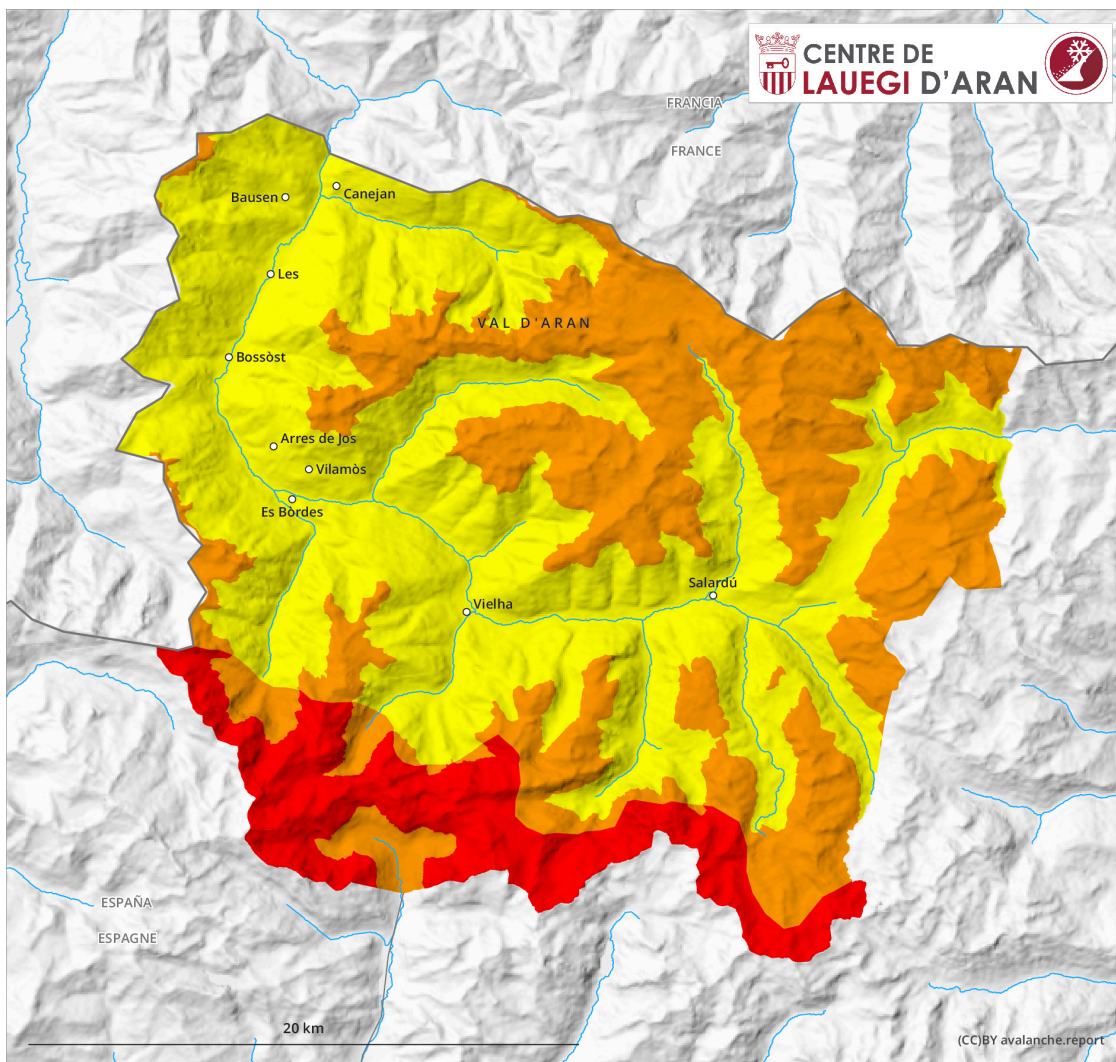 CENTRE DE
LAUEGI D'ARAN
FRANCIA
FRANCE
Bausen
Canejan
Les
VAL D'ARAN
Bossòst
Arres de Jos
Vilamòs
Es Bòrdes
Salardú
Vielha
ESPAÑA
ESPAGNE
20 km
(CC)BY avalanche.report